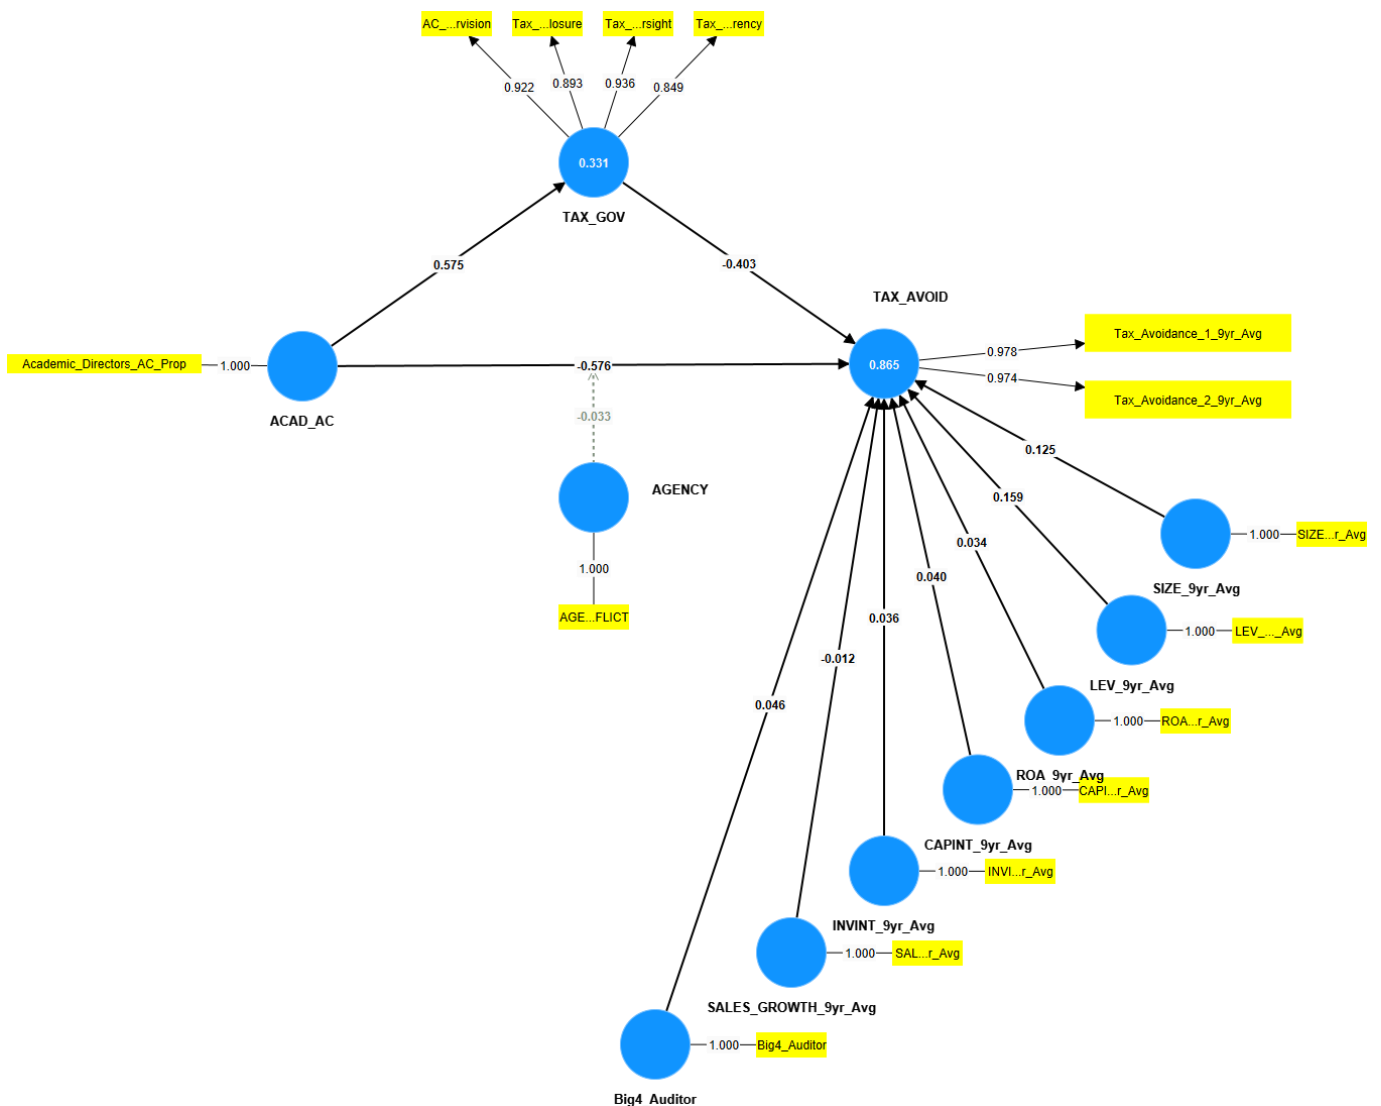 AC_...rvision
Tax_...losure
Tax_...rsight
Tax_...rency
0.922
0.893
0.936
0.849
0.331
TAX_GOV
0.575
-0.403
TAX_AVOID
Academic_Directors_AC_Prop
1.000
ACAD_AC
-0.576
0.865
0.978
Tax_Avoidance_1_9yr_Avg
0.974
Tax_Avoidance_2_9yr_Avg
-0.033
AGENCY
1.000
AGE...FLICT
0.125
1.000
SIZE...r_Avg
SIZE_9yr_Avg
0.159
1.000
LEV_..._Avg
LEV_9yr_Avg
0.034
1.000
ROA...r_Avg
ROA_9yr_Avg
0.040
1.000
CAPI...r_Avg
CAPINT_9yr_Avg
0.036
1.000
INVI...r_Avg
INVINT_9yr_Avg
-0.012
1.000
SAL...r_Avg
SALES_GROWTH_9yr_Avg
0.046
1.000
Big4_Auditor
Big4_Auditor